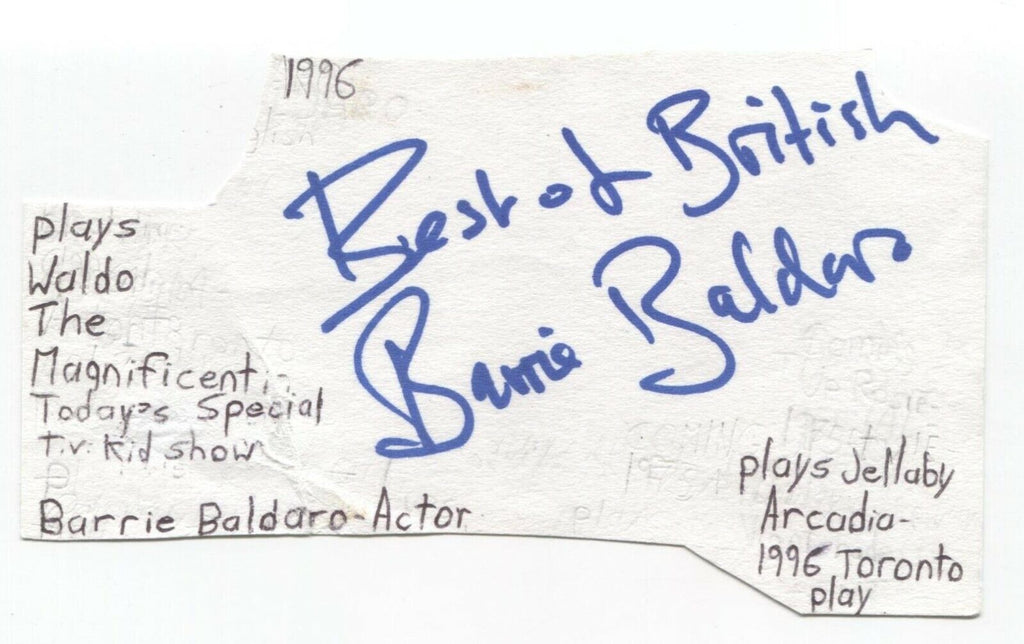 1996
Best of British
Barrie Baldaro
plays
Waldo
The
Magnificent,-
Today's Special
T.V. Kid show
Barrie Baldaro-Actor
plays Jellaby
Arcadia-
1996 Toronto
play